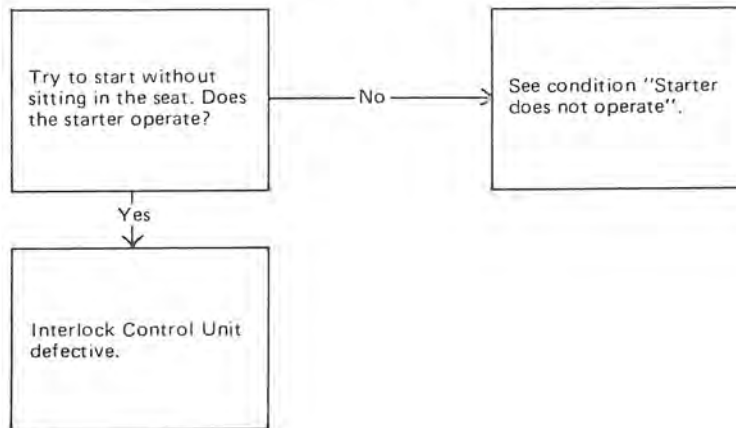 Try to start without
sitting in the seat. Does
the starter operate?
No
See condition "Starter
does not operate".
Yes
Interlock Control Unit
defective.